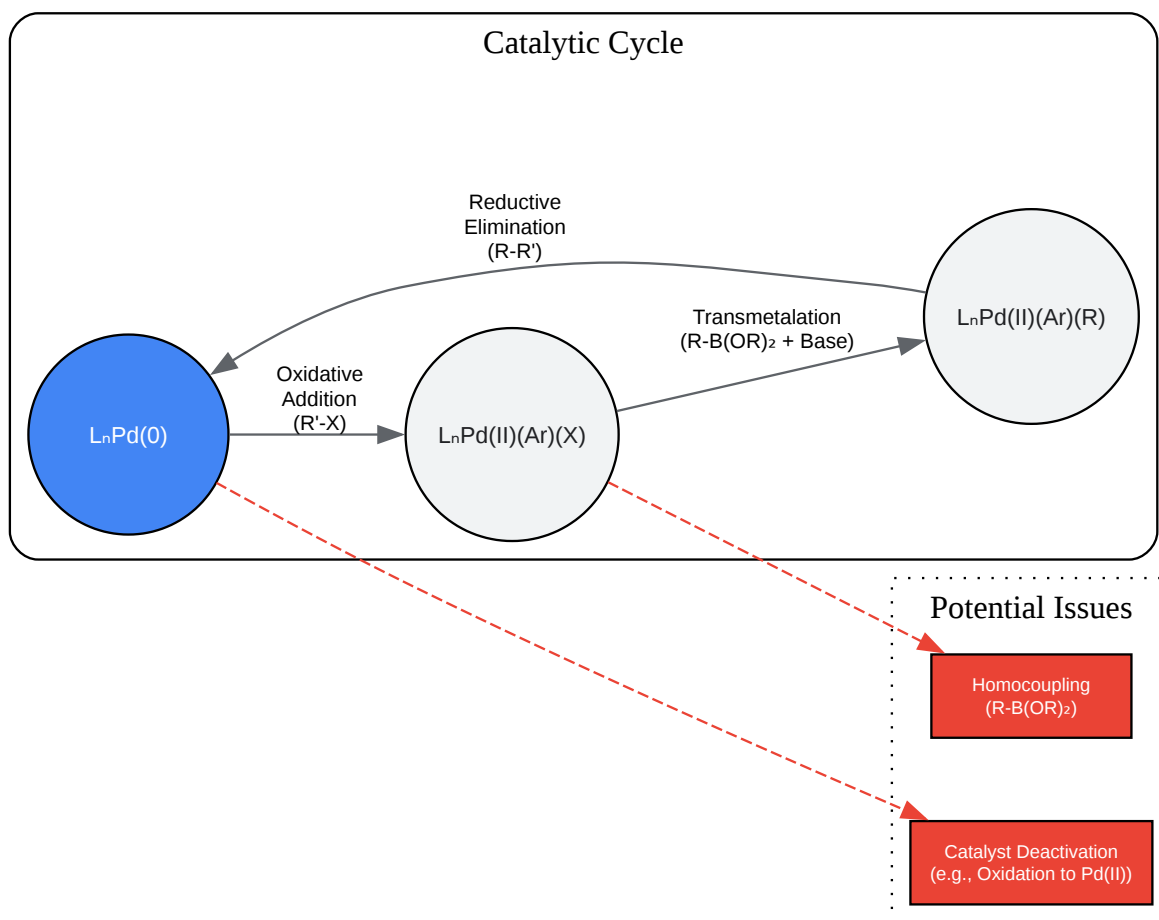 Catalytic Cycle
Reductive
Elimination
(R-R')
LₙPd(II)(Ar)(R)
Transmetalation
(R-B(OR)₂ + Base)
Oxidative
Addition
(R'-X)
LₙPd(0)
LₙPd(II)(Ar)(X)
Potential Issues
Homocoupling
(R-B(OR)₂)
Catalyst Deactivation
(e.g., Oxidation to Pd(II))